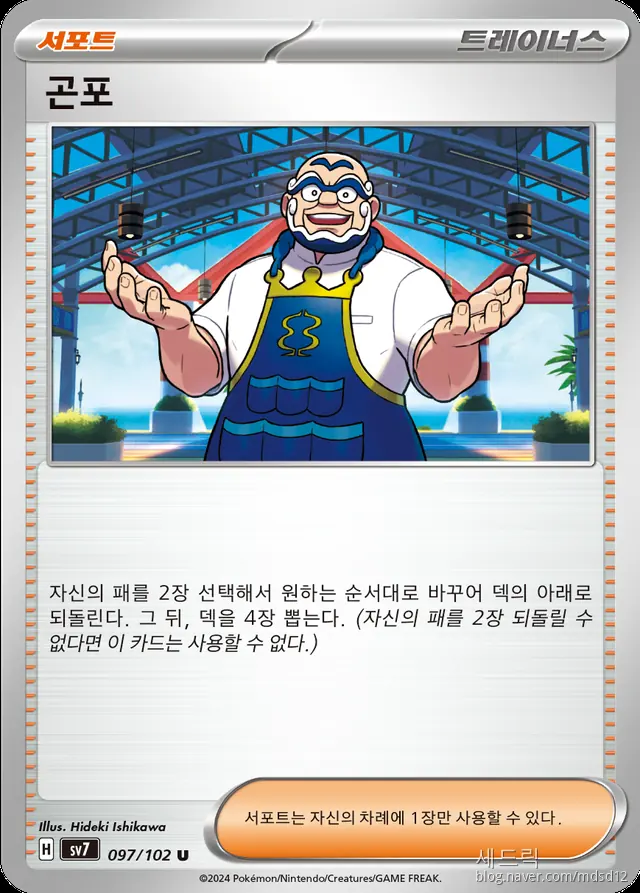 서포트 트레이너스
곤포
자신의 패를 2장 선택해서 원하는 순서대로 바꾸어 덱의 아래로
되돌린다. 그 뒤, 덱을 4장 뽑는다. (자신의 패를 2장 되돌릴 수
없다면 이 카드는 사용할 수 없다.)
서포트는 자신의 차례에 1장만 사용할 수 있다.
Illus. Hideki Ishikawa
H sv7 097/102 U
©2024 Pokémon/Nintendo/Creatures/GAME FREAK.
세드릭
blog.naver.com/mdsd12